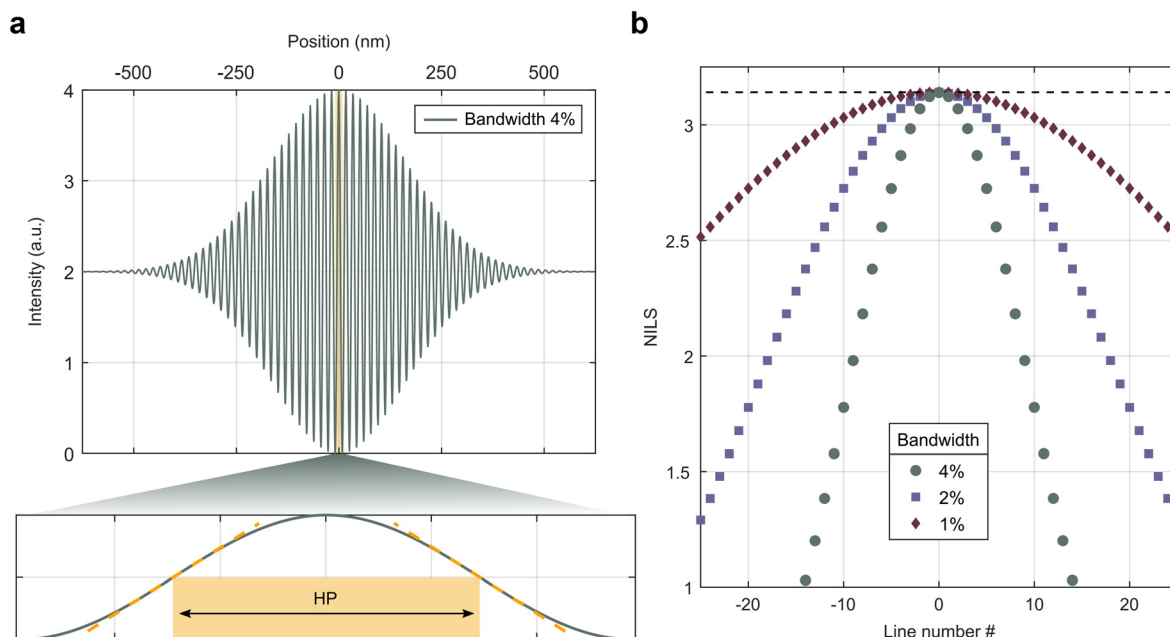 a
Position (nm)
-500 -250 0 250 500
4
3
2
1
0
Intensity (a.u.)
Bandwidth 4%
HP
b
3
2.5
2
1.5
1
NILS
Bandwidth
4%
2%
1%
-20 -10 0 10 20
Line number #